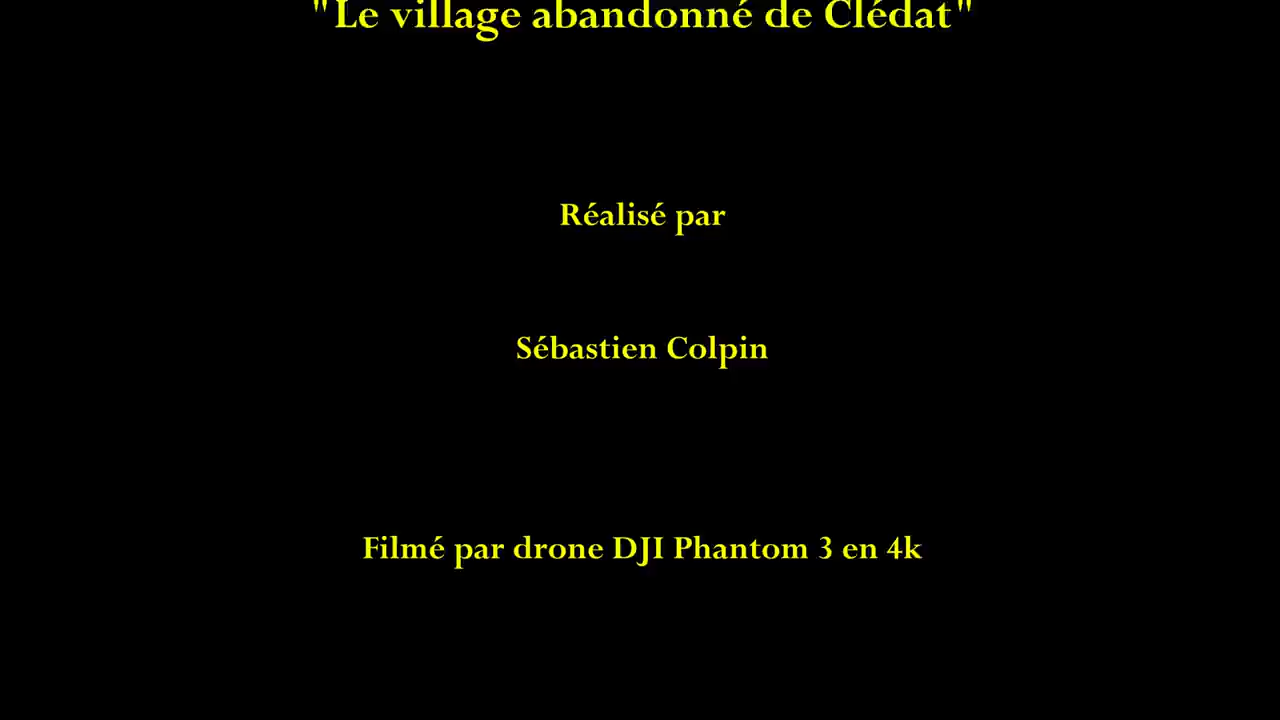 "Le village abandonné de Clédat"
Réalisé par
Sébastien Colpin
Filmé par drone DJI Phantom 3 en 4k